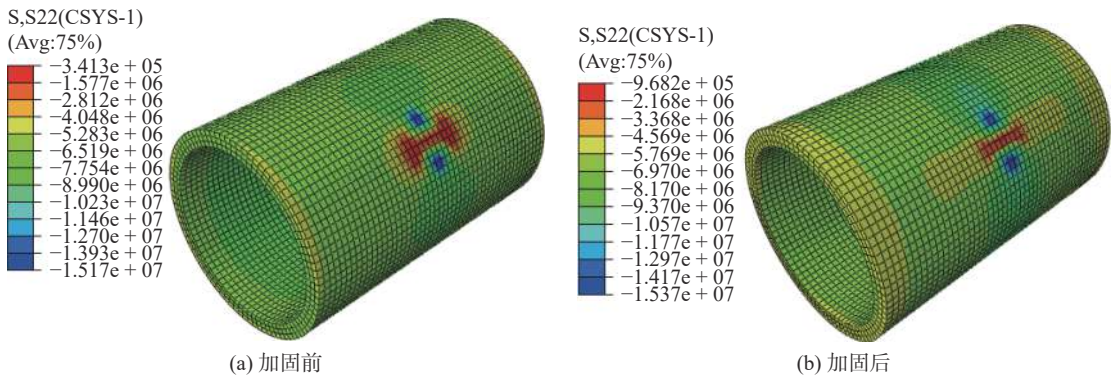 S,S22(CSYS-1)
(Avg:75%)
−3.413e + 05
−1.577e + 06
−2.812e + 06
−4.048e + 06
−5.283e + 06
−6.519e + 06
−7.754e + 06
−8.990e + 06
−1.023e + 07
−1.146e + 07
−1.270e + 07
−1.393e + 07
−1.517e + 07
(a) 加固前
S,S22(CSYS-1)
(Avg:75%)
−9.682e + 05
−2.168e + 06
−3.368e + 06
−4.569e + 06
−5.769e + 06
−6.970e + 06
−8.170e + 06
−9.370e + 06
−1.057e + 07
−1.177e + 07
−1.297e + 07
−1.417e + 07
−1.537e + 07
(b) 加固后